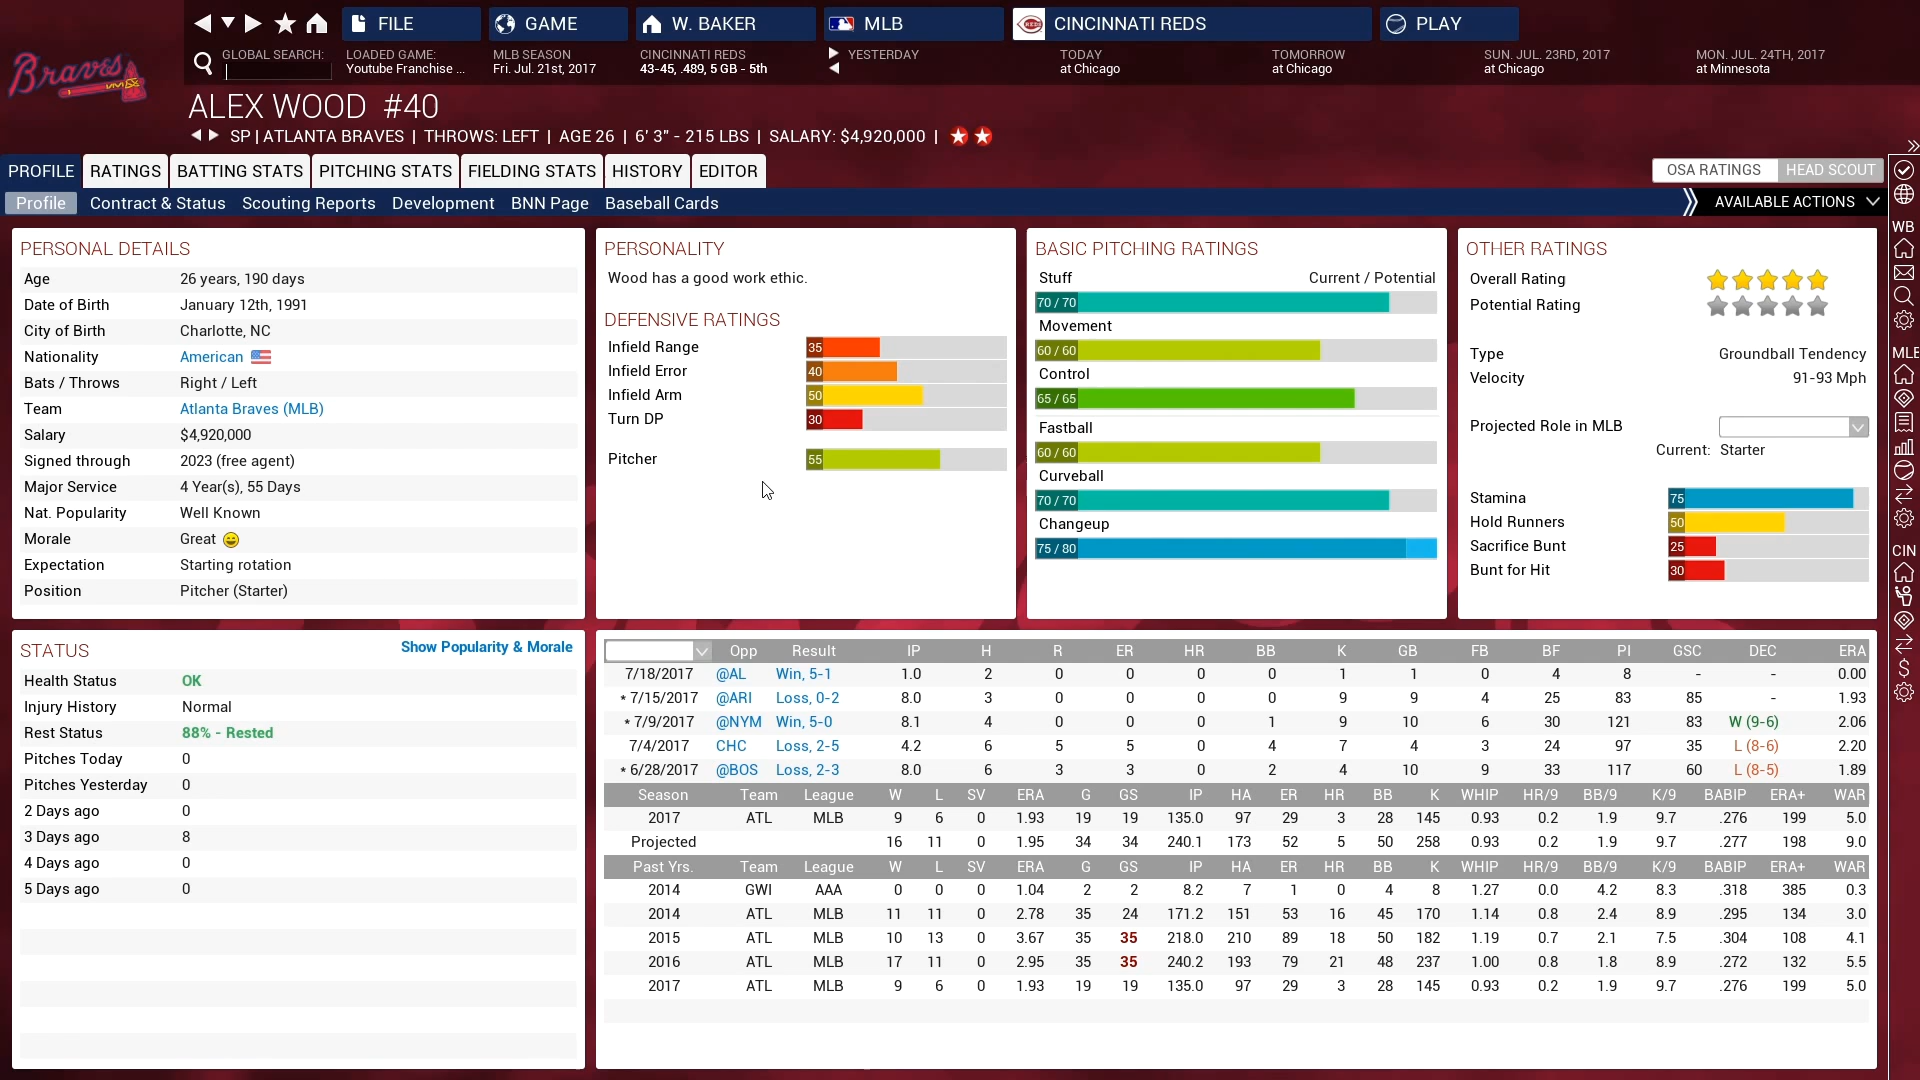 FILE GAME W. BAKER MLB CINCINNATI REDS PLAY
GLOBAL SEARCH: LOADED GAME: MLB SEASON CINCINNATI REDS YESTERDAY TODAY TOMORROW SUN. JUL. 23RD, 2017 MON. JUL. 24TH, 2017
Youtube Franchise ... Fri. Jul. 21st, 2017 43-45, .489, 5 GB - 5th at Chicago at Chicago at Chicago at Minnesota
Braves
ALEX WOOD #40
SP | ATLANTA BRAVES | THROWS: LEFT | AGE 26 | 6' 3" - 215 LBS | SALARY: $4,920,000 |
PROFILE RATINGS BATTING STATS PITCHING STATS FIELDING STATS HISTORY EDITOR OSA RATINGS HEAD SCOUT
Profile Contract & Status Scouting Reports Development BNN Page Baseball Cards AVAILABLE ACTIONS
PERSONAL DETAILS
Age 26 years, 190 days
Date of Birth January 12th, 1991
City of Birth Charlotte, NC
Nationality American
Bats / Throws Right / Left
Team Atlanta Braves (MLB)
Salary $4,920,000
Signed through 2023 (free agent)
Major Service 4 Year(s), 55 Days
Nat. Popularity Well Known
Morale Great
Expectation Starting rotation
Position Pitcher (Starter)
PERSONALITY
Wood has a good work ethic.
DEFENSIVE RATINGS
Infield Range 35
Infield Error 40
Infield Arm 50
Turn DP 30
Pitcher 55
BASIC PITCHING RATINGS
Stuff Current / Potential
70 / 70
Movement
60 / 60
Control
65 / 65
Fastball
60 / 60
Curveball
70 / 70
Changeup
75 / 80
OTHER RATINGS
Overall Rating
Potential Rating
Type Groundball Tendency
Velocity 91-93 Mph
Projected Role in MLB
Current: Starter
Stamina 75
Hold Runners 50
Sacrifice Bunt 25
Bunt for Hit 30
WB
MLE
CIN
STATUS Show Popularity & Morale
Health Status OK
Injury History Normal
Rest Status 88% - Rested
Pitches Today 0
Pitches Yesterday 0
2 Days ago 0
3 Days ago 8
4 Days ago 0
5 Days ago 0
Opp Result IP H R ER HR BB K GB FB BF PI GSC DEC ERA
7/18/2017 @AL Win, 5-1 1.0 2 0 0 0 0 1 1 0 4 8 - - 0.00
* 7/15/2017 @ARI Loss, 0-2 8.0 3 0 0 0 0 9 9 4 25 83 85 - 1.93
* 7/9/2017 @NYM Win, 5-0 8.1 4 0 0 0 1 9 10 6 30 121 83 W (9-6) 2.06
7/4/2017 CHC Loss, 2-5 4.2 6 5 5 0 4 7 4 3 24 97 35 L (8-6) 2.20
* 6/28/2017 @BOS Loss, 2-3 8.0 6 3 3 0 2 4 10 9 33 117 60 L (8-5) 1.89
Season Team League W L SV ERA G GS IP HA ER HR BB K WHIP HR/9 BB/9 K/9 BABIP ERA+ WAR
2017 ATL MLB 9 6 0 1.93 19 19 135.0 97 29 3 28 145 0.93 0.2 1.9 9.7 .276 199 5.0
Projected 16 11 0 1.95 34 34 240.1 173 52 5 50 258 0.93 0.2 1.9 9.7 .277 198 9.0
Past Yrs. Team League W L SV ERA G GS IP HA ER HR BB K WHIP HR/9 BB/9 K/9 BABIP ERA+ WAR
2014 GWI AAA 0 0 0 1.04 2 2 8.2 7 1 0 4 8 1.27 0.0 4.2 8.3 .318 385 0.3
2014 ATL MLB 11 11 0 2.78 35 24 171.2 151 53 16 45 170 1.14 0.8 2.4 8.9 .295 134 3.0
2015 ATL MLB 10 13 0 3.67 35 35 218.0 210 89 18 50 182 1.19 0.7 2.1 7.5 .304 108 4.1
2016 ATL MLB 17 11 0 2.95 35 35 240.2 193 79 21 48 237 1.00 0.8 1.8 8.9 .272 132 5.5
2017 ATL MLB 9 6 0 1.93 19 19 135.0 97 29 3 28 145 0.93 0.2 1.9 9.7 .276 199 5.0